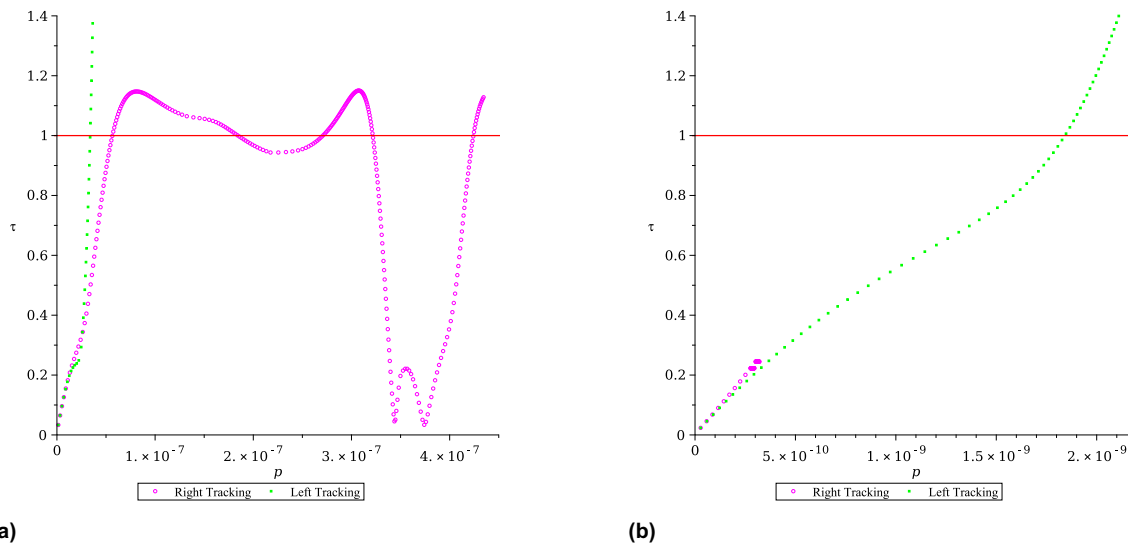 1.4
1.2
1
0.8
τ
0.6
0.4
0.2
0
0 1.×10⁻⁷ 2.×10⁻⁷ 3.×10⁻⁷ 4.×10⁻⁷
p
Right Tracking Left Tracking
a)
1.4
1.2
1
0.8
τ
0.6
0.4
0.2
0
0 5.×10⁻¹⁰ 1.×10⁻⁹ 1.5×10⁻⁹ 2.×10⁻⁹
p
Right Tracking Left Tracking
(b)